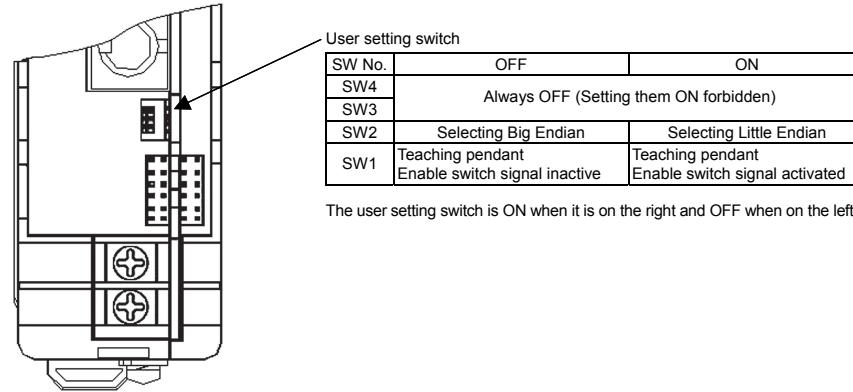 User setting switch
SW No. OFF ON
SW4
Always OFF (Setting them ON forbidden)
SW3
SW2 Selecting Big Endian Selecting Little Endian
SW1
Teaching pendant Teaching pendant
Enable switch signal inactive Enable switch signal activated
The user setting switch is ON when it is on the right and OFF when on the left